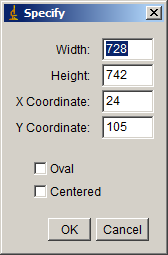 Specify
Width: 728
Height: 742
X Coordinate: 24
Y Coordinate: 105
Oval
Centered
OK Cancel